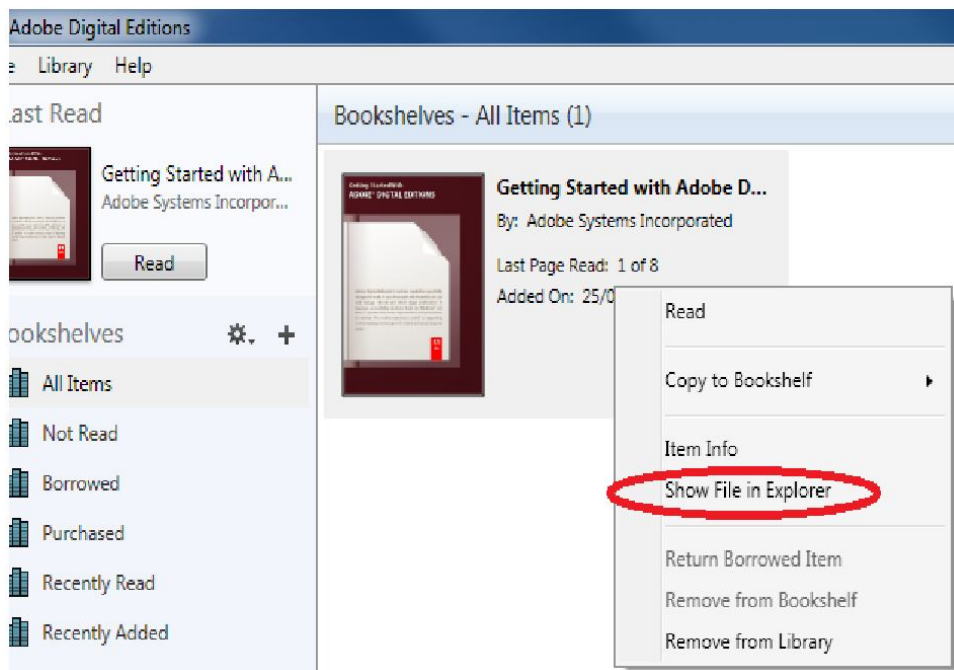 Adobe Digital Editions
e Library Help
Last Read
Getting Started with A...
Adobe Systems Incorpor...
Read
Bookshelves - All Items (1)
Getting Started With
ADOBE® DIGITAL EDITIONS
Getting Started with Adobe D...
By: Adobe Systems Incorporated
Last Page Read: 1 of 8
Added On: 25/0
ookshelves
All Items
Not Read
Borrowed
Purchased
Recently Read
Recently Added
Read
Copy to Bookshelf
Item Info
Show File in Explorer
Return Borrowed Item
Remove from Bookshelf
Remove from Library